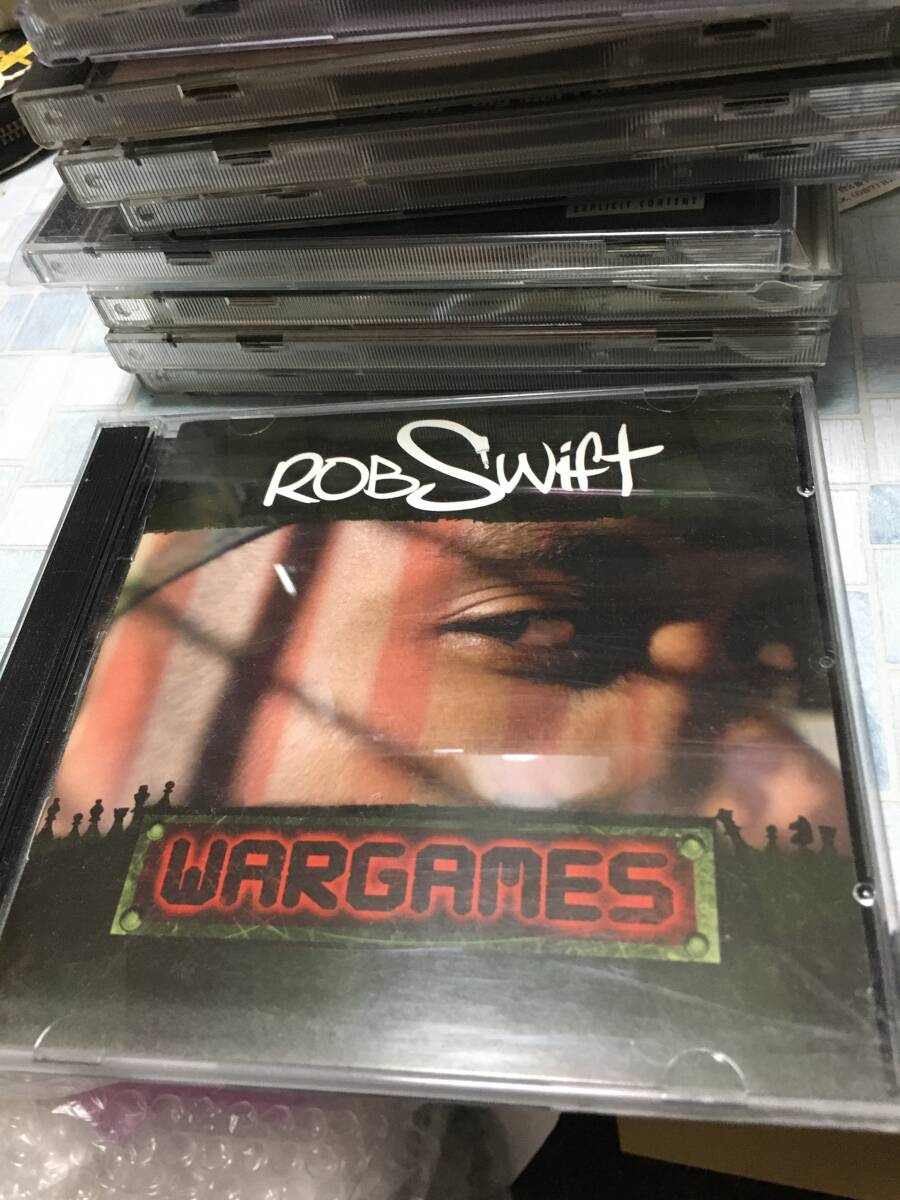 EXPLICIT CONTENT
ROB SWIFT
WARGAMES